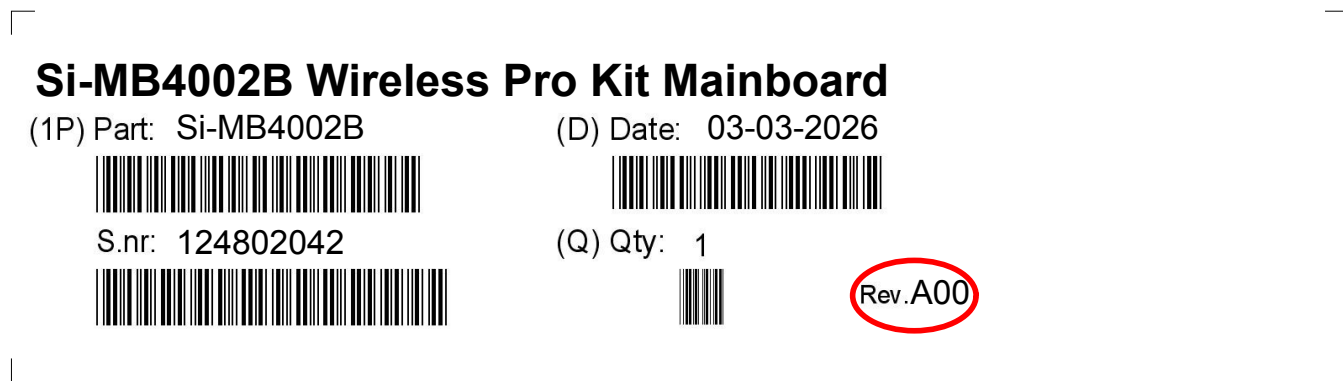 Si-MB4002B Wireless Pro Kit Mainboard
(1P) Part: Si-MB4002B
(D) Date: 03-03-2026
S.nr: 124802042
(Q) Qty: 1
Rev.A00